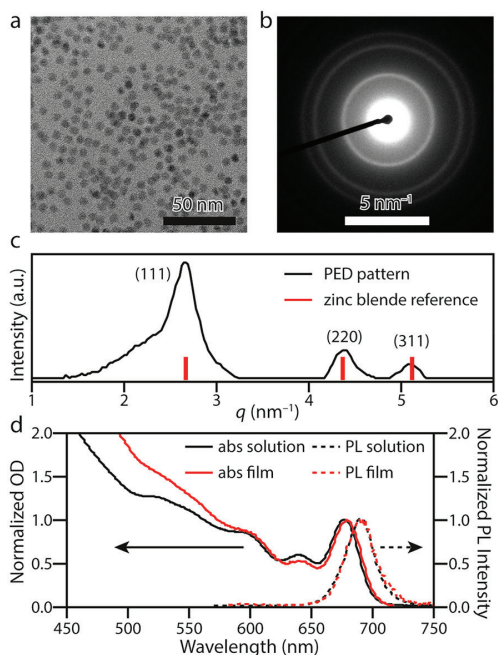 a
b
50 nm
5 nm⁻¹
c
Intensity (a.u.)
(111)
PED pattern
zinc blende reference
(220)
(311)
1 2 3 4 5 6
q (nm⁻¹)
d
Normalized OD
2.0
1.5
1.0
0.5
0.0
abs solution
abs film
PL solution
PL film
2.0
1.5
1.0
0.5
0.0
Normalized PL Intensity
450 500 550 600 650 700 750
Wavelength (nm)